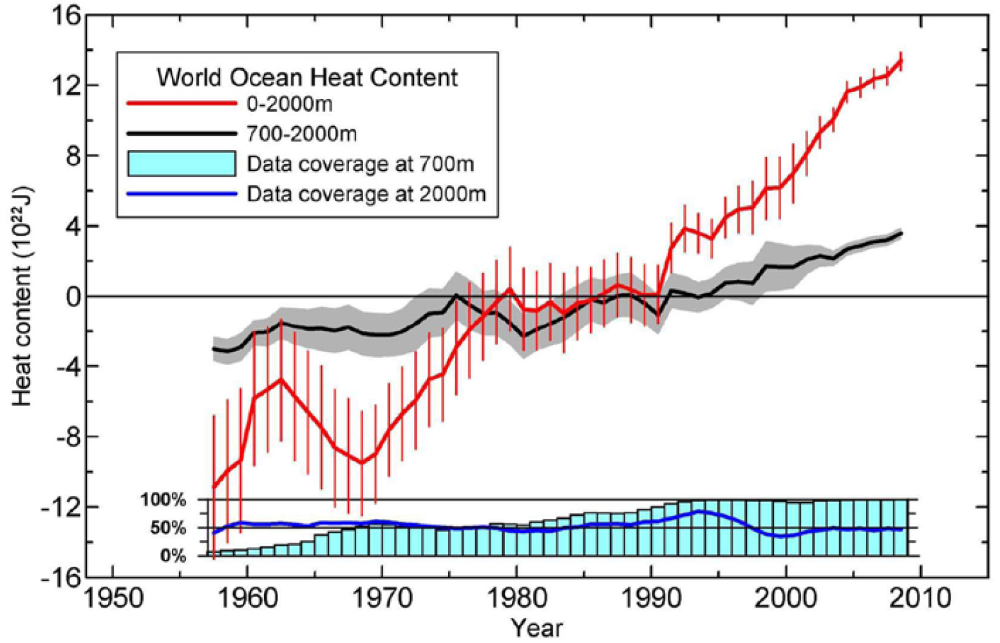 16
12
8
4
0
-4
-8
-12
-16
Heat content (10²²J)
World Ocean Heat Content
0-2000m
700-2000m
Data coverage at 700m
Data coverage at 2000m
100%
50%
0%
1950 1960 1970 1980 1990 2000 2010
Year